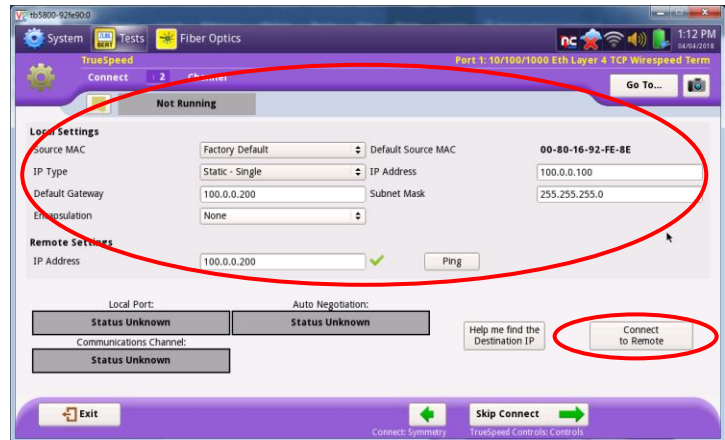 tb5800-92fe90:0
System
BERT
Tests
Fiber Optics
1:12 PM
04/04/2018
TrueSpeed
Port 1: 10/100/1000 Eth Layer 4 TCP Wirespeed Term
Connect
2
Channel
Go To...
Not Running
Local Settings
Source MAC
Factory Default
Default Source MAC
00-80-16-92-FE-8E
IP Type
Static - Single
IP Address
100.0.0.100
Default Gateway
100.0.0.200
Subnet Mask
255.255.255.0
Encapsulation
None
Remote Settings
IP Address
100.0.0.200
Ping
Local Port:
Auto Negotiation:
Status Unknown
Status Unknown
Communications Channel:
Status Unknown
Help me find the
Destination IP
Connect
to Remote
Exit
Skip Connect
Connect: Symmetry
TrueSpeed Controls: Controls